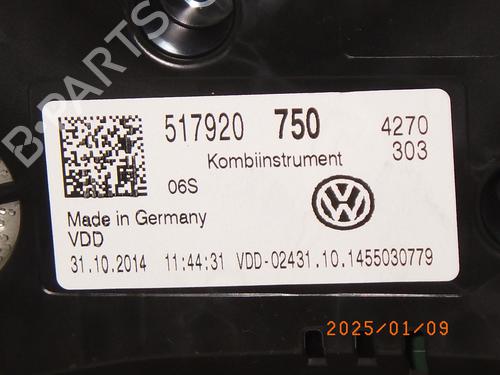 517920 750 4270
Kombiinstrument 303
06S
Made in Germany
VDD
31.10.2014 11:44:31 VDD-02431.10.1455030779
2025/01/09
B-PARTS